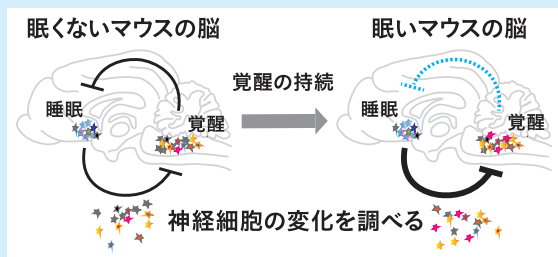 眠くないマウスの脳
眠いマウスの脳
覚醒の持続
睡眠
覚醒
睡眠
覚醒
神経細胞の変化を調べる